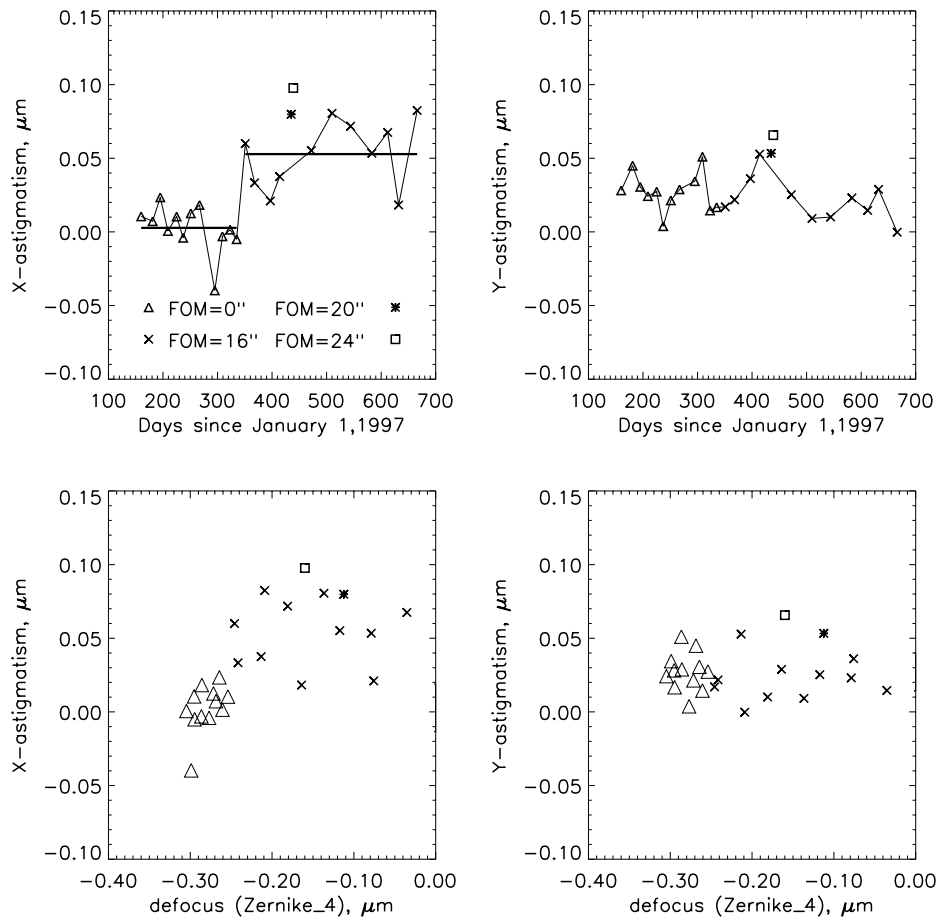 0.15
0.10
0.05
0.00
−0.05
−0.10
X−astigmatism, μm
FOM=0'' FOM=20''
FOM=16'' FOM=24''
100 200 300 400 500 600 700
Days since January 1,1997
0.15
0.10
0.05
0.00
−0.05
−0.10
Y−astigmatism, μm
100 200 300 400 500 600 700
Days since January 1,1997
0.15
0.10
0.05
0.00
−0.05
−0.10
X−astigmatism, μm
−0.40 −0.30 −0.20 −0.10 0.00
defocus (Zernike_4), μm
0.15
0.10
0.05
0.00
−0.05
−0.10
Y−astigmatism, μm
−0.40 −0.30 −0.20 −0.10 0.00
defocus (Zernike_4), μm